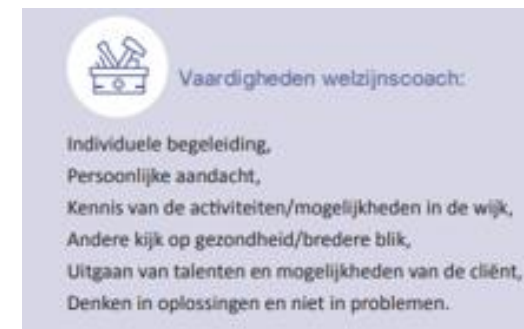 Vaardigheden welzijnscoach:
Individuele begeleiding,
Persoonlijke aandacht,
Kennis van de activiteiten/mogelijkheden in de wijk,
Andere kijk op gezondheid/bredere blik,
Uitgaan van talenten en mogelijkheden van de cliënt,
Denken in oplossingen en niet in problemen.